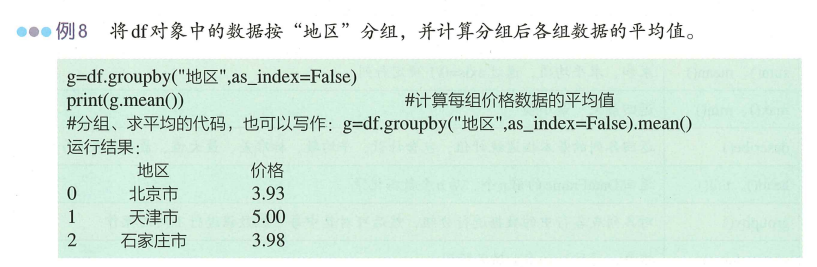 例8 将df对象中的数据按“地区”分组，并计算分组后各组数据的平均值。
g=df.groupby("地区",as_index=False)
print(g.mean()) #计算每组价格数据的平均值
#分组、求平均的代码，也可以写作：g=df.groupby("地区",as_index=False).mean()
运行结果：
地区 价格
0 北京市 3.93
1 天津市 5.00
2 石家庄市 3.98